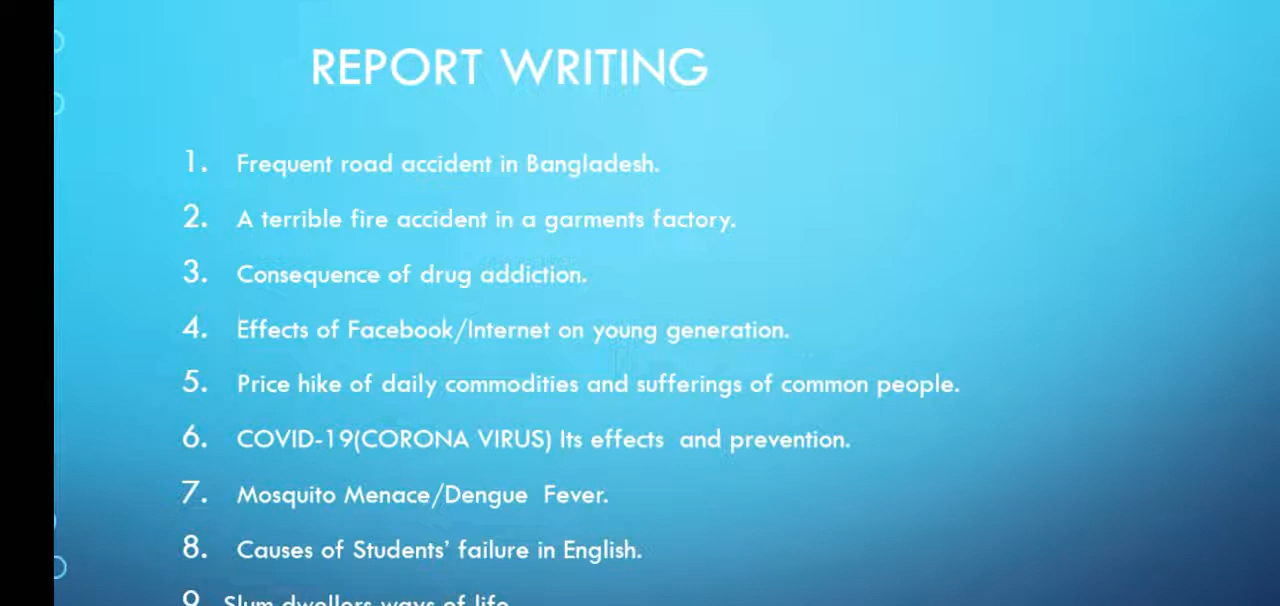 REPORT WRITING
1. Frequent road accident in Bangladesh.
2. A terrible fire accident in a garments factory.
3. Consequence of drug addiction.
4. Effects of Facebook/Internet on young generation.
5. Price hike of daily commodities and sufferings of common people.
6. COVID-19(CORONA VIRUS) Its effects and prevention.
7. Mosquito Menace/Dengue Fever.
8. Causes of Students' failure in English.
9. Slum dwellers ways of life.